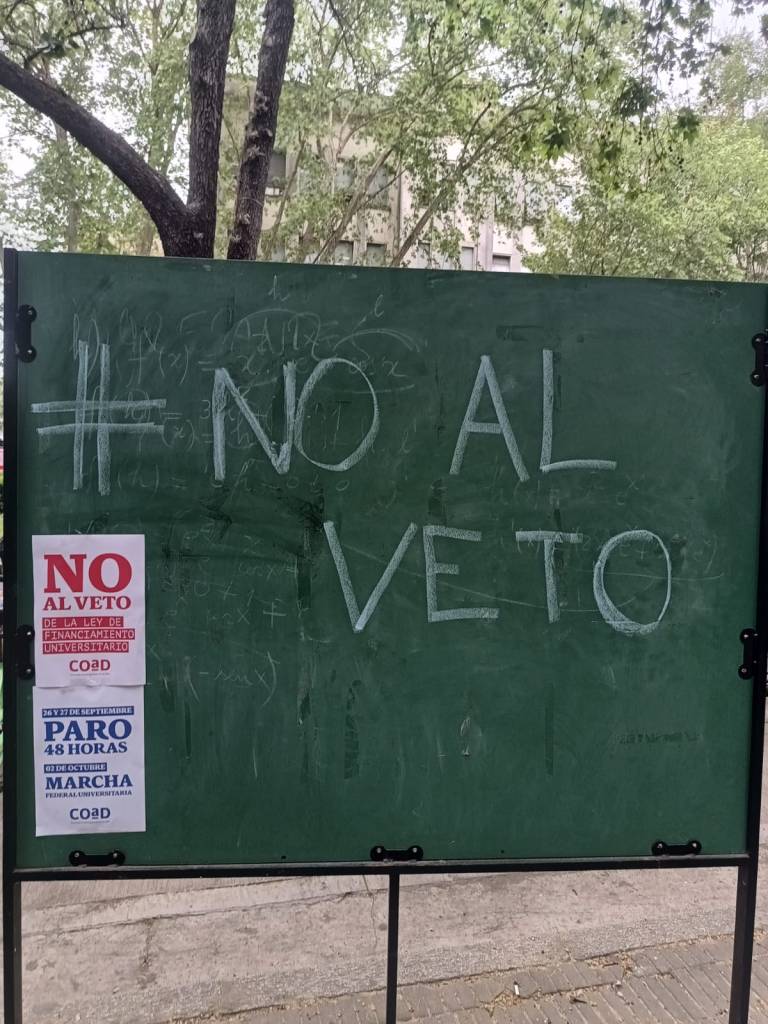 # NO AL
VETO
NO
AL VETO
DE LA LEY DE
FINANCIAMIENTO
UNIVERSITARIO
COaD
26 Y 27 DE SEPTIEMBRE
PARO
48 HORAS
02 DE OCTUBRE
MARCHA
FEDERAL UNIVERSITARIA
COaD